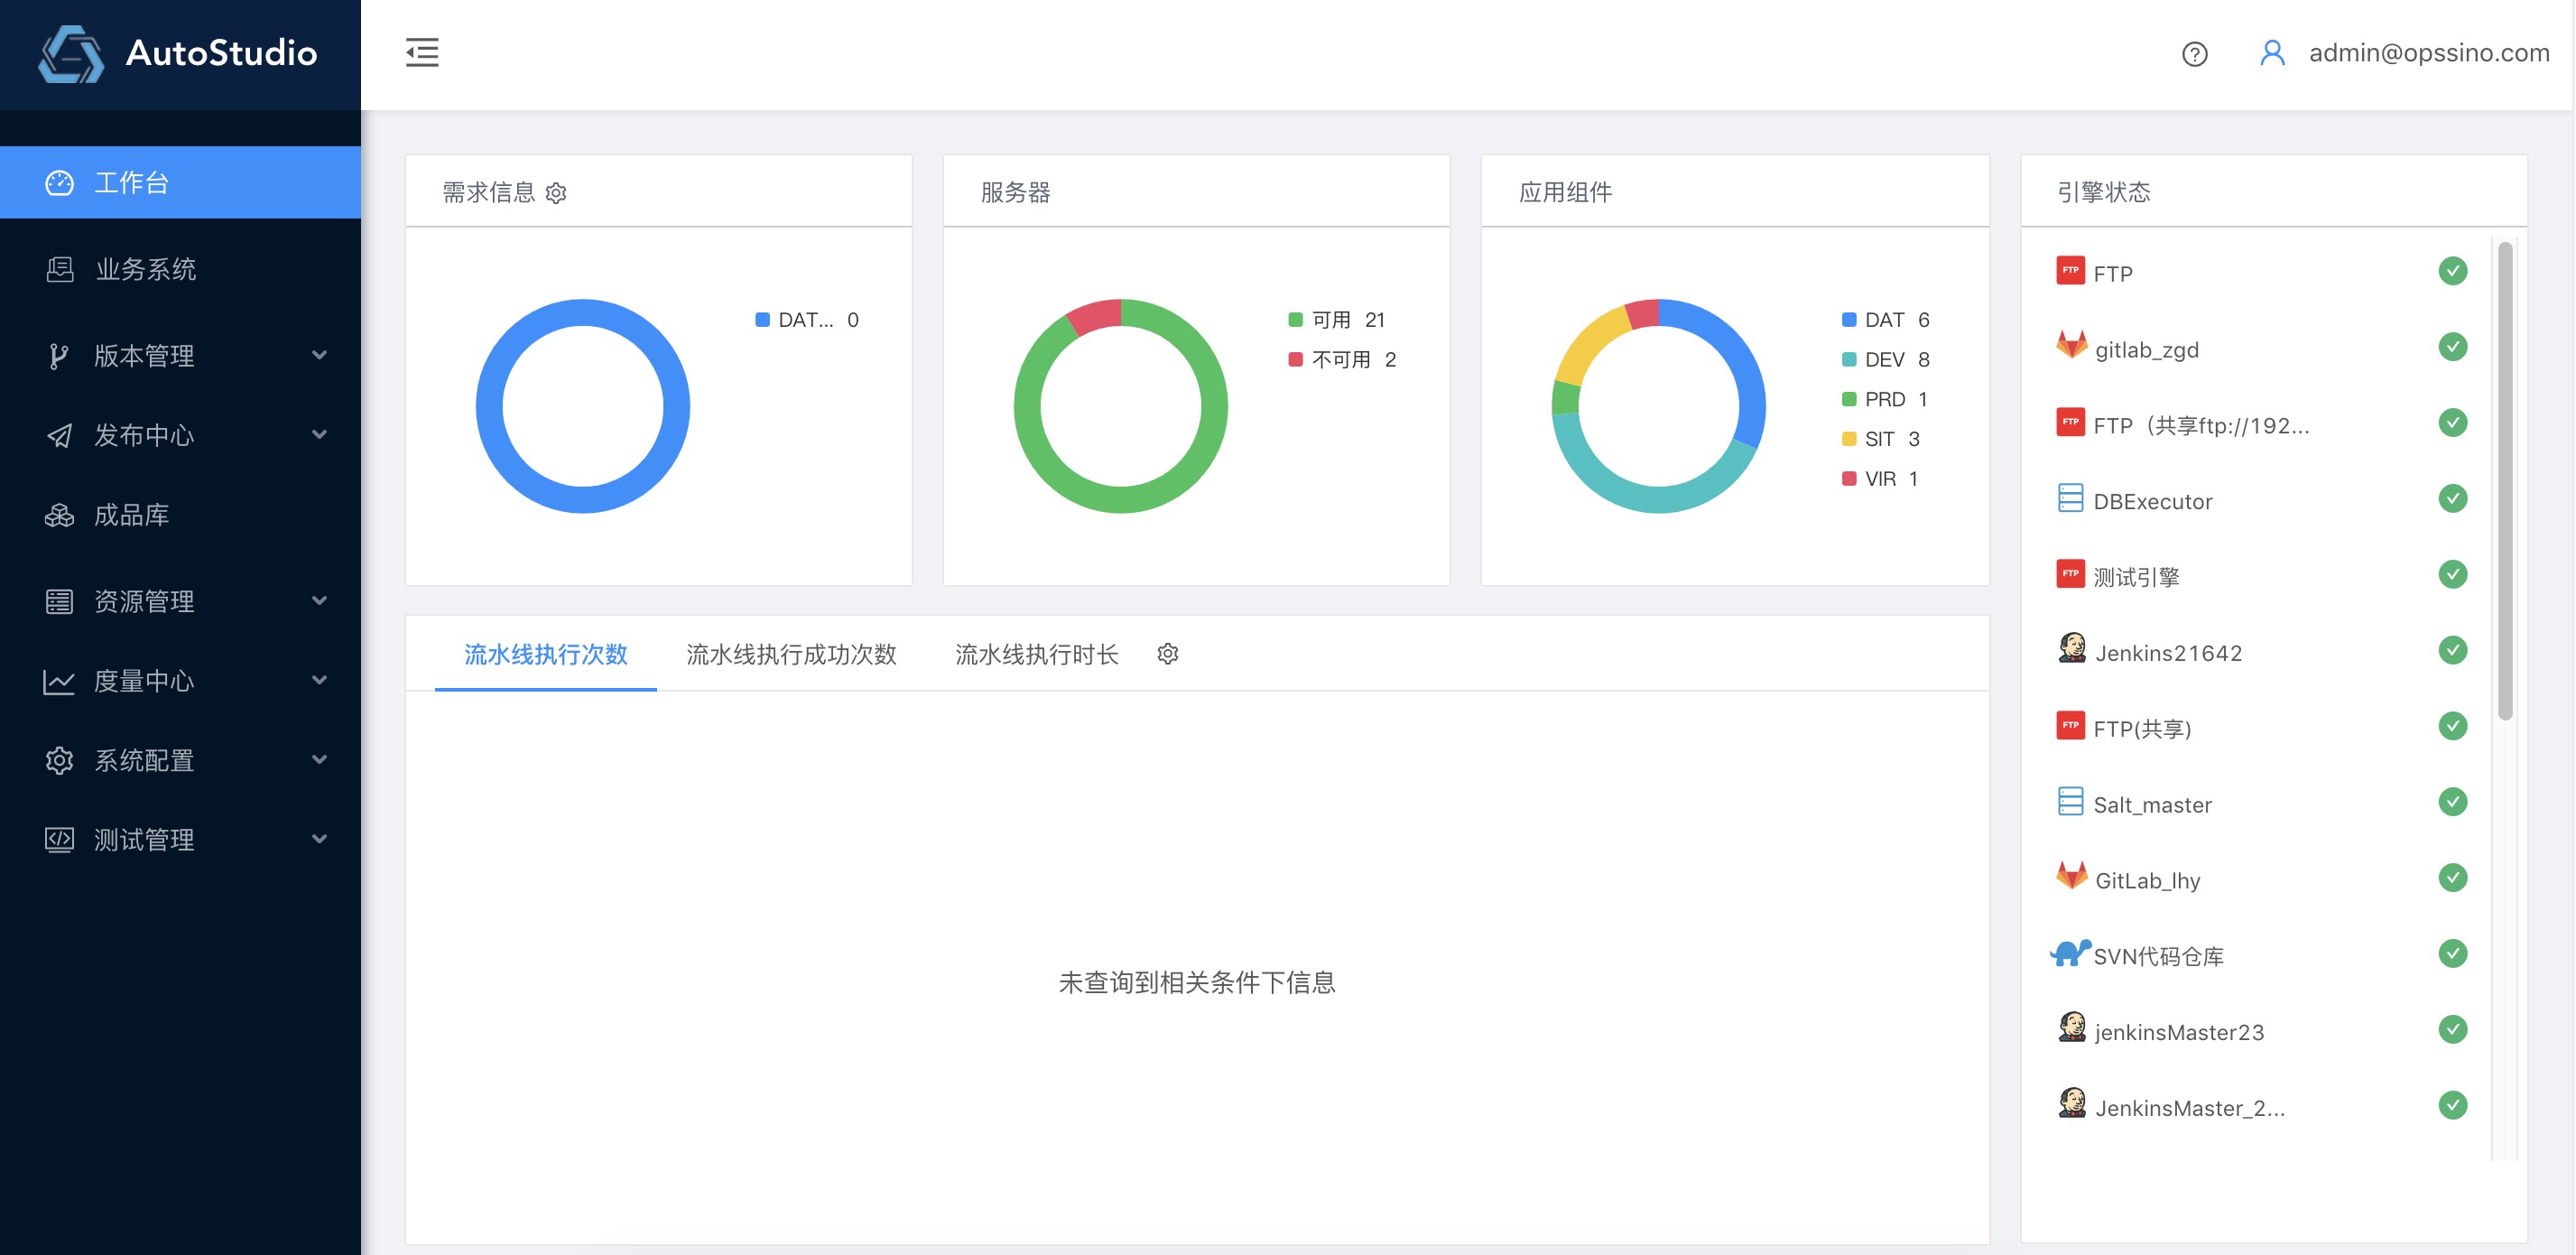 AutoStudio
admin@opssino.com
工作台
业务系统
版本管理
发布中心
成品库
资源管理
度量中心
系统配置
测试管理
需求信息
DAT... 0
服务器
可用 21
不可用 2
应用组件
DAT 6
DEV 8
PRD 1
SIT 3
VIR 1
流水线执行次数 流水线执行成功次数 流水线执行时长
未查询到相关条件下信息
引擎状态
FTP FTP
gitlab_zgd
FTP FTP（共享ftp://192...
DBExecutor
FTP 测试引擎
Jenkins21642
FTP FTP(共享)
Salt_master
GitLab_lhy
SVN代码仓库
jenkinsMaster23
JenkinsMaster_2...